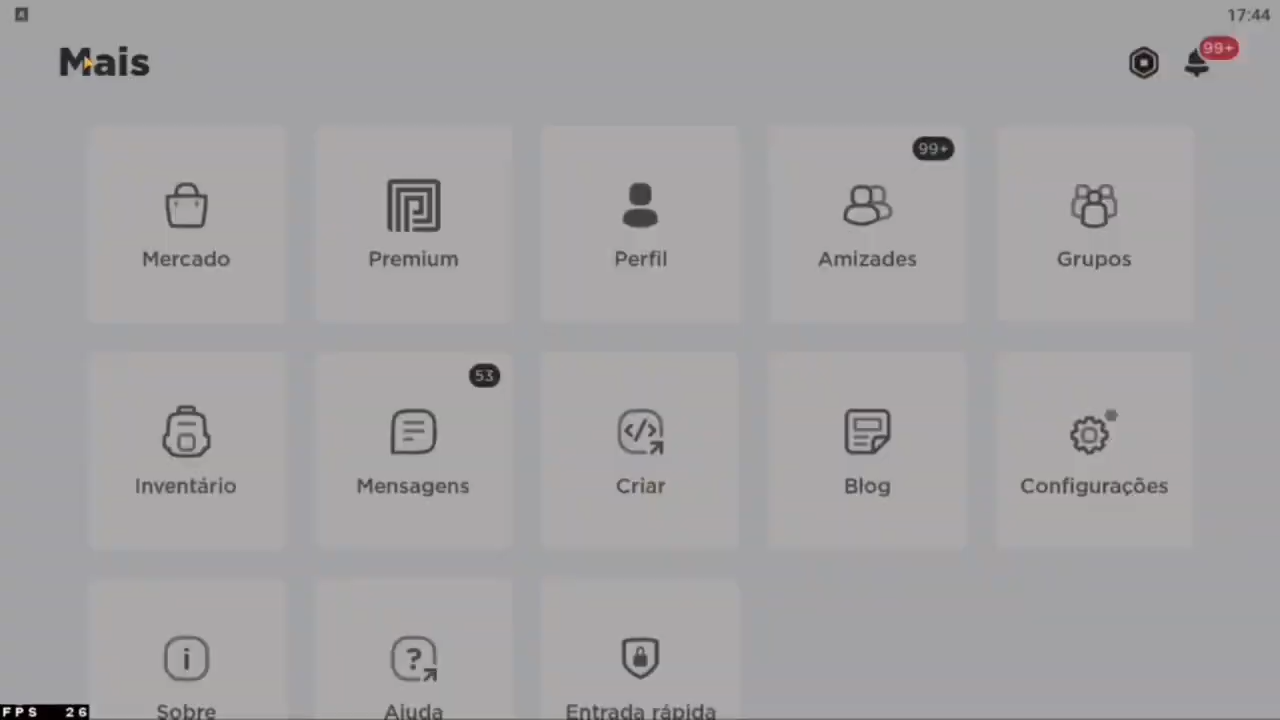 17:44
Mais
99+
99+
Mercado
Premium
Perfil
Amizades
Grupos
53
Inventário
Mensagens
Criar
Blog
Configurações
Sobre
Ajuda
Entrada rápida
FPS 26